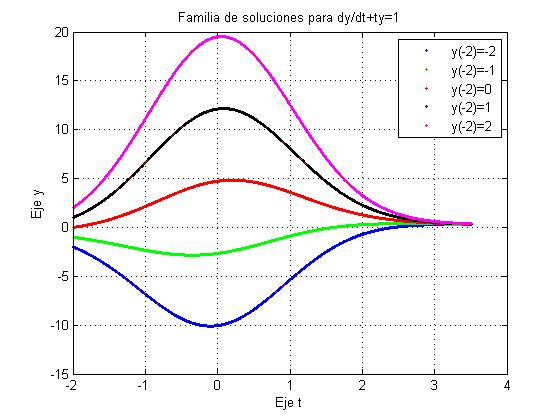 Familia de soluciones para dy/dt+ty=1
20
15
10
5
0
-5
-10
-15
Eje y
y(-2)=-2
y(-2)=-1
y(-2)=0
y(-2)=1
y(-2)=2
-2 -1 0 1 2 3 4
Eje t